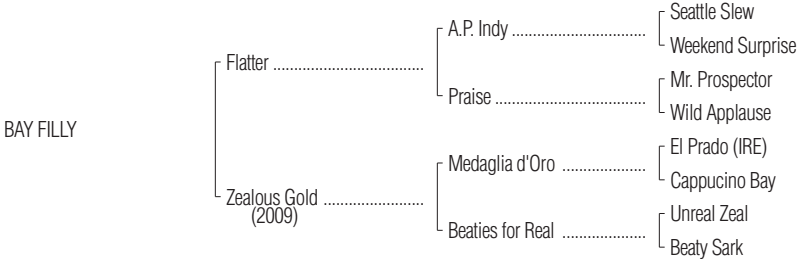 Seattle Slew
A.P. Indy ..................................
Weekend Surprise
Flatter ......................................
Mr. Prospector
Praise ......................................
Wild Applause
BAY FILLY
El Prado (IRE)
Medaglia d'Oro .....................
Cappucino Bay
Zealous Gold .........................
(2009)
Unreal Zeal
Beaties for Real .....................
Beaty Sark